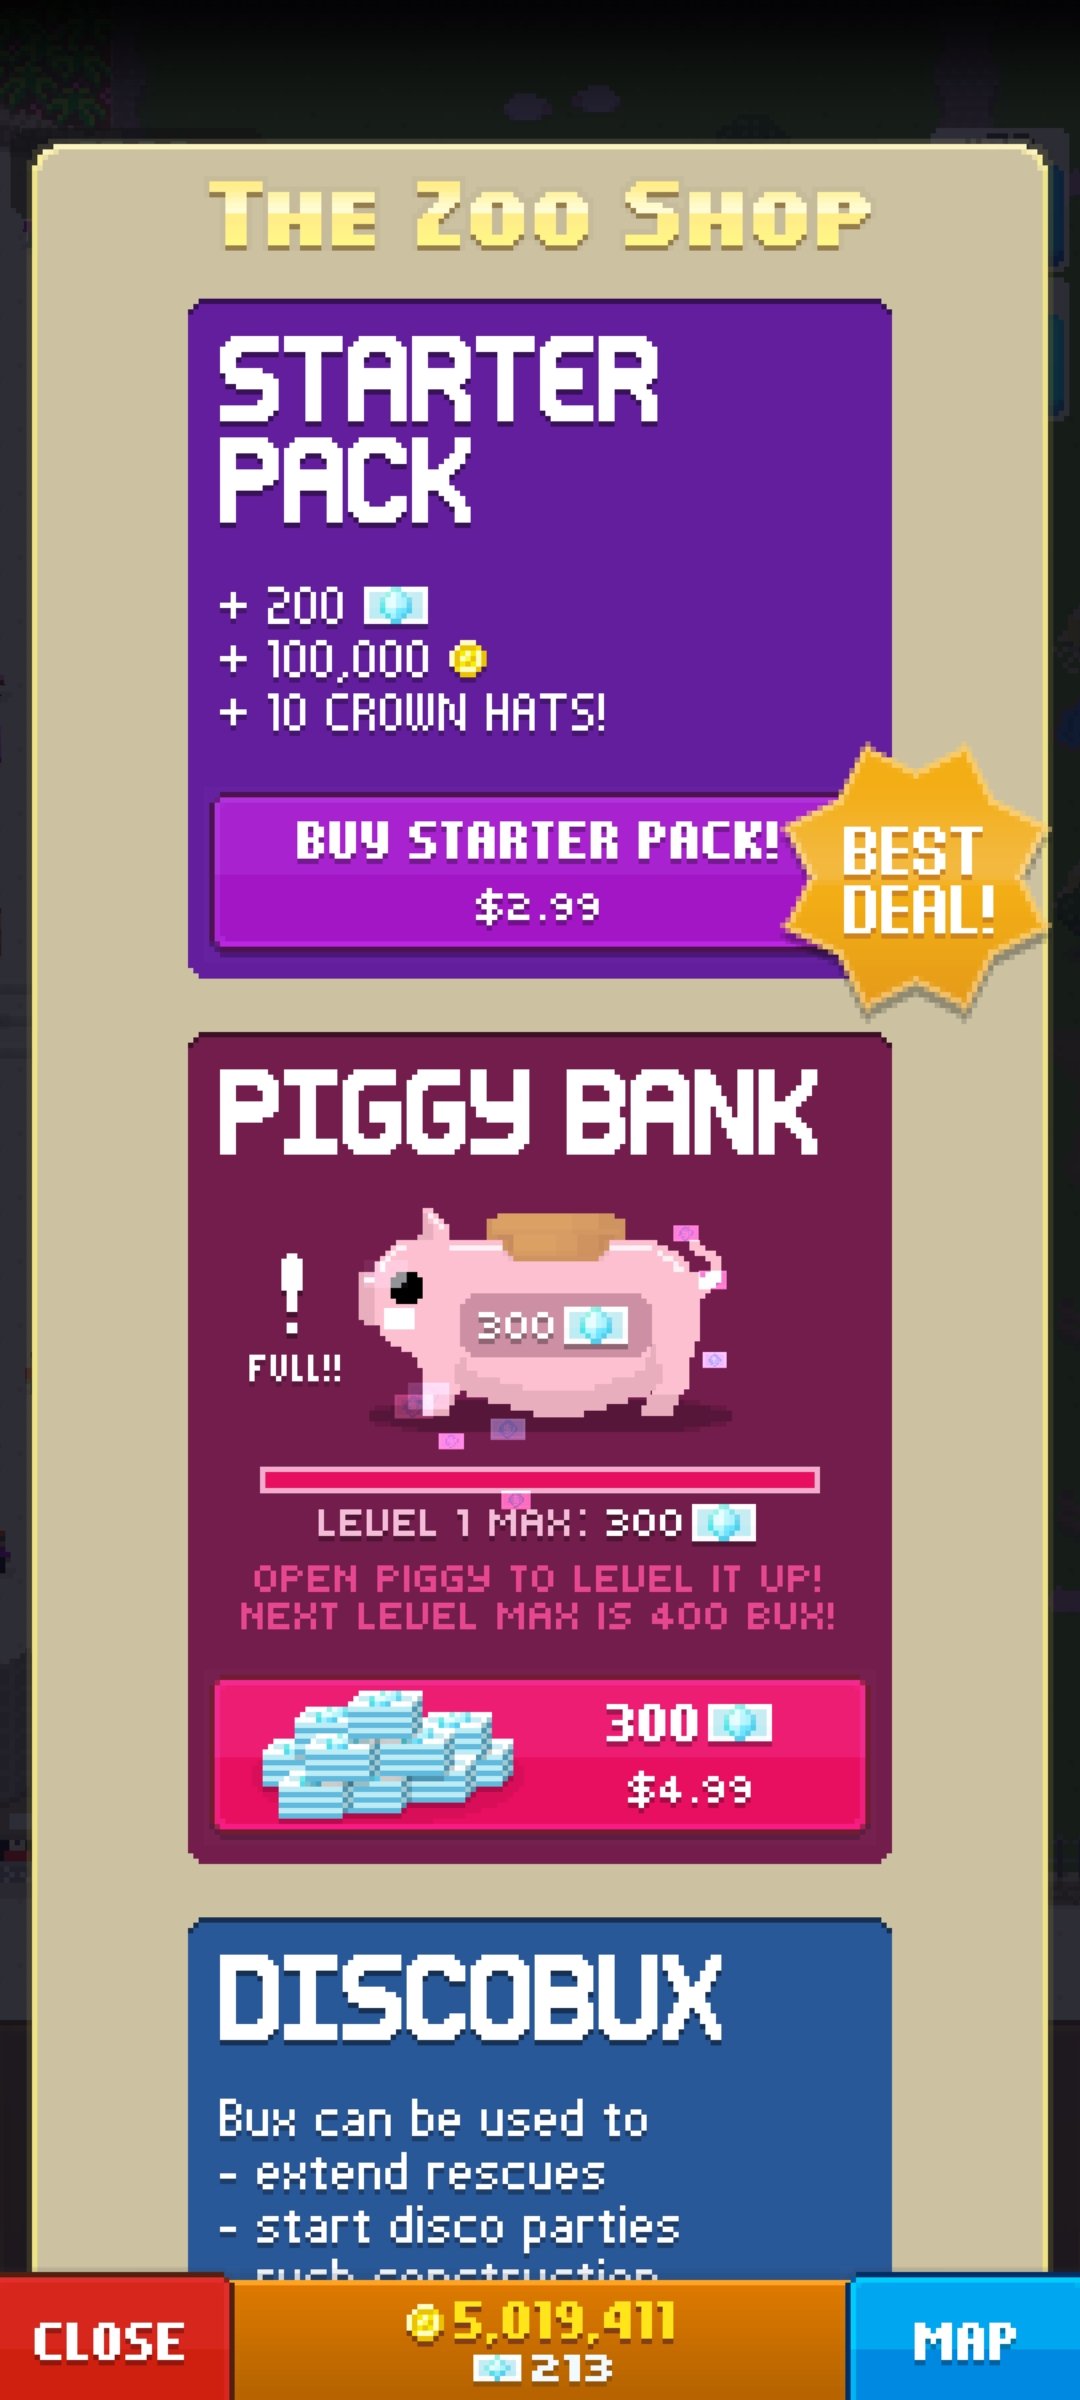 THE ZOO SHOP
STARTER
PACK
+ 200
+ 100,000
+ 10 CROWN HATS!
BUY STARTER PACK!
$2.99
BEST
DEAL!
PIGGY BANK
!
FULL!!
300
LEVEL 1 MAX: 300
OPEN PIGGY TO LEVEL IT UP!
NEXT LEVEL MAX IS 400 BUX!
300
$4.99
DISCOBUX
Bux can be used to
- extend rescues
- start disco parties
- rush construction
CLOSE
5,019,411
213
MAP